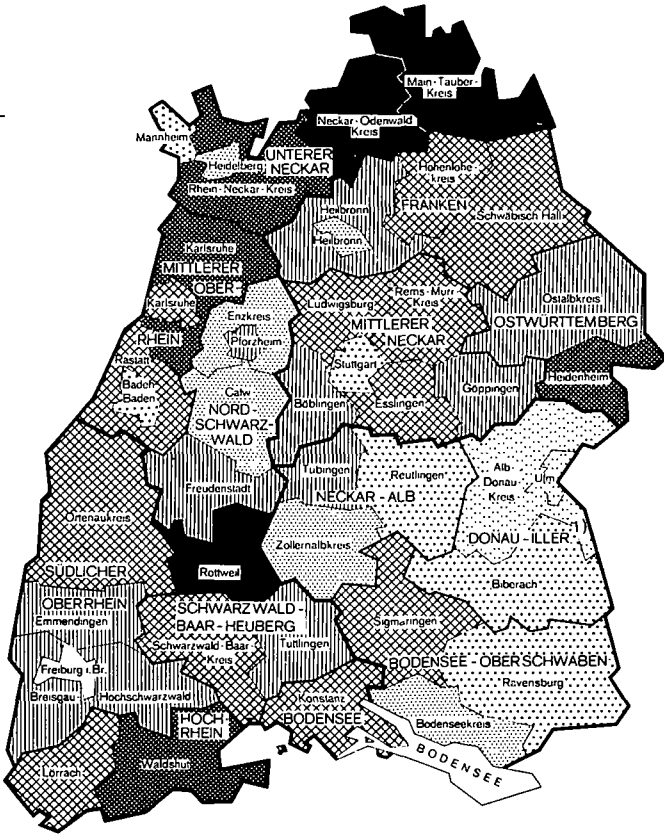 Main-Tauber-
Kreis
Neckar-Odenwald
Kreis
Mannheim
Heidelberg
UNTERER
NECKAR
Rhein-Neckar-Kreis
Hohenlohe-
kreis
FRANKEN
Heilbronn
Heilbronn
Schwäbisch Hall
Karlsruhe
MITTLERER
OBER-
Karlsruhe
RHEIN
Rastatt
Baden-
Baden
Enzkreis
Pforzheim
Calw
NORD-
SCHWARZ
WALD
Freudenstadt
Ludwigsburg
Rems-Murr-
Kreis
MITTLERER
NECKAR
Stuttgart
Böblingen
Esslingen
Göppingen
Ostalbkreis
OSTWÜRTTEMBERG
Heidenheim
Tübingen
Reutlingen
NECKAR-ALB
Zollernalbkreis
Alb
Donau
Kreis
Ulm
DONAU-ILLER
Biberach
Ortenaukreis
SÜDLICHER
OBERRHEIN
Emmendingen
Freiburg i.Br.
Breisgau-
Hochschwarzwald
Rottweil
SCHWARZWALD-
BAAR-HEUBERG
Schwarzwald-Baar-
Kreis
Tuttlingen
Sigmaringen
BODENSEE-OBERSCHWABEN
Ravensburg
Bodenseekreis
Konstanz
BODENSEE
HOCH-
RHEIN
Lörrach
Waldshut
BODENSEE